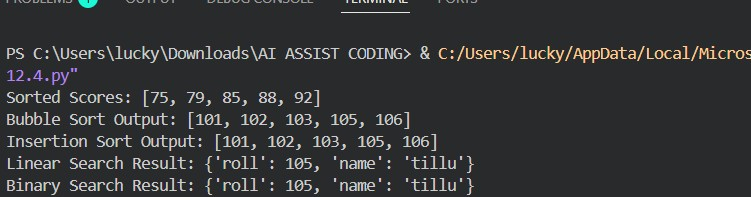 PROBLEMS 1 OUTPUT DEBUG CONSOLE TERMINAL PORTS
PS C:\Users\lucky\Downloads\AI ASSIST CODING> & C:/Users/lucky/AppData/Local/Micros
12.4.py"
Sorted Scores: [75, 79, 85, 88, 92]
Bubble Sort Output: [101, 102, 103, 105, 106]
Insertion Sort Output: [101, 102, 103, 105, 106]
Linear Search Result: {'roll': 105, 'name': 'tillu'}
Binary Search Result: {'roll': 105, 'name': 'tillu'}